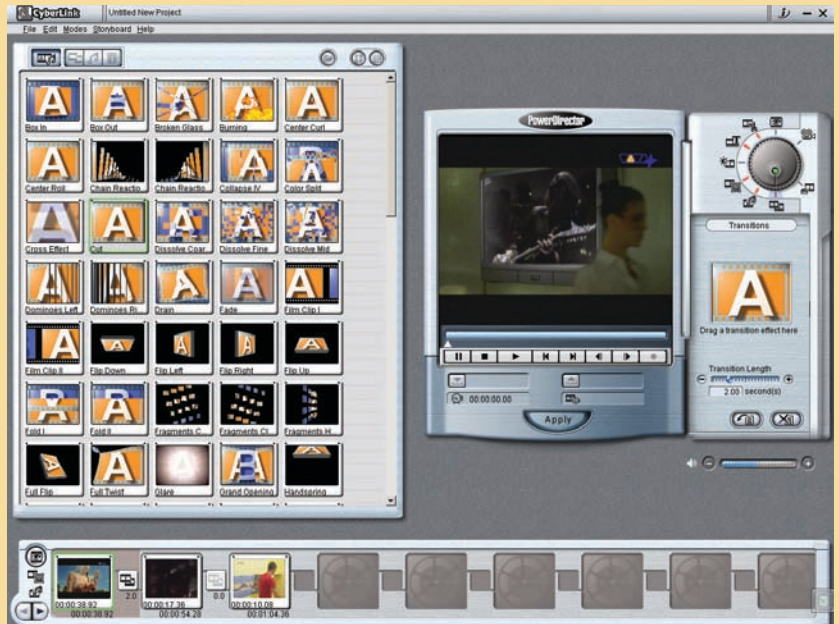 CyberLink Untitled New Project
File Edit Modes Storyboard Help
Box In Box Out Broken Glass Burning Center Curl
Center Roll Chain Reactio... Chain Reactio... Collapse IV Color Split
Cross Effect Cut Dissolve Coar... Dissolve Fine Dissolve Mid
Dominoes Left Dominoes Ri... Drain Fade Film Clip I
Film Clip II Flip Down Flip Left Flip Right Flip Up
Fold I Fold II Fragments C... Fragments Cl... Fragments H...
Full Flip Full Twist Glare Grand Opening Handspring
PowerDirector
00:00:00.00
Apply
Transitions
A
Drag a transition effect here
Transition Length
2.00 second(s)
00:00:38.92 2.0 00:00:17.36 0.0 00:00:10.08
00:00:38.92 00:00:54.28 00:01:04.36